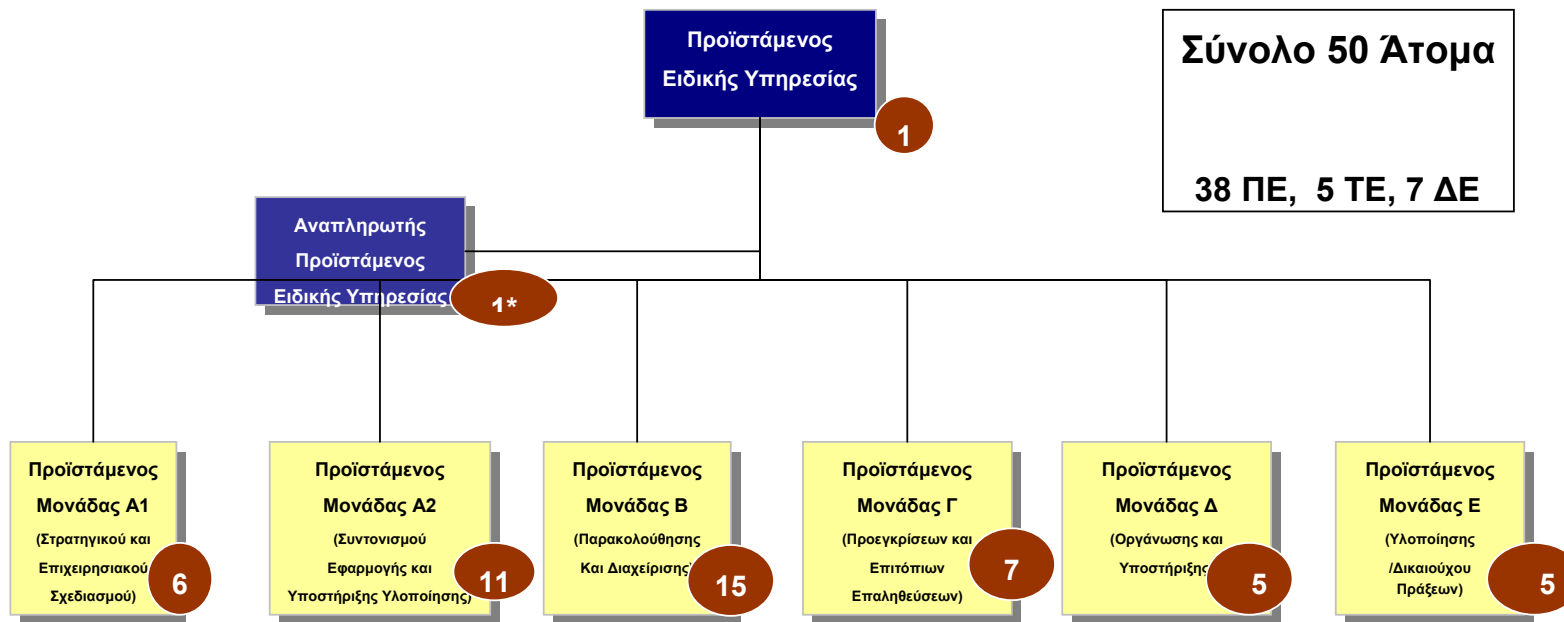 Προϊστάμενος
Ειδικής Υπηρεσίας
1
Σύνολο 50 Άτομα
38 ΠΕ, 5 ΤΕ, 7 ΔΕ
Αναπληρωτής
Προϊστάμενος
Ειδικής Υπηρεσίας
1*
Προϊστάμενος
Μονάδας Α1
(Στρατηγικού και
Επιχειρησιακού
Σχεδιασμού)
6
Προϊστάμενος
Μονάδας Α2
(Συντονισμού
Εφαρμογής και
Υποστήριξης Υλοποίησης)
11
Προϊστάμενος
Μονάδας Β
(Παρακολούθησης
Και Διαχείρισης)
15
Προϊστάμενος
Μονάδας Γ
(Προεγκρίσεων και
Επιτόπιων
Επαληθεύσεων)
7
Προϊστάμενος
Μονάδας Δ
(Οργάνωσης και
Υποστήριξης
5
Προϊστάμενος
Μονάδας Ε
(Υλοποίησης
/Δικαιούχου
Πράξεων)
5